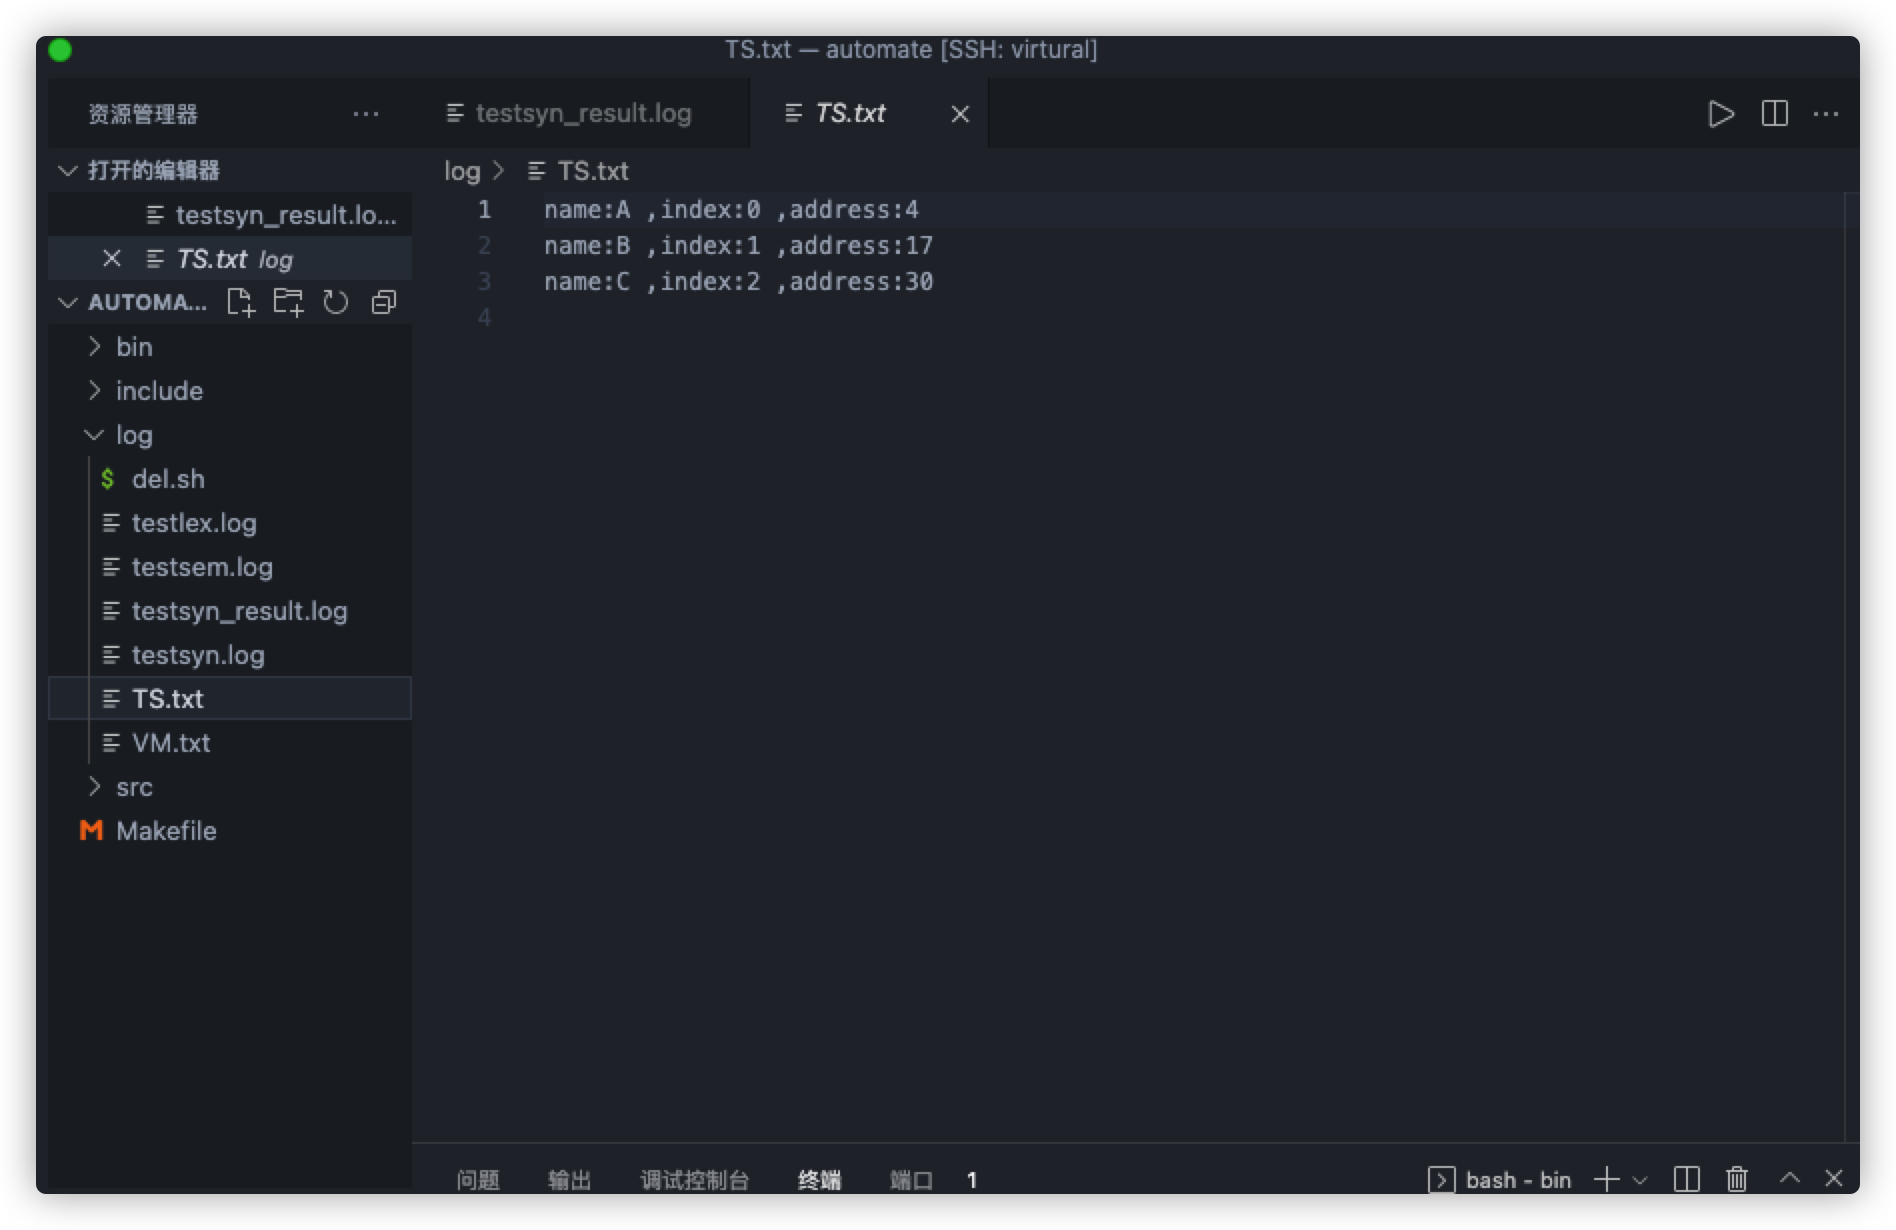 TS.txt — automate [SSH: virtural]
资源管理器
testsyn_result.log
TS.txt
打开的编辑器
testsyn_result.lo...
TS.txt log
AUTOMA...
bin
include
log
del.sh
testlex.log
testsem.log
testsyn_result.log
testsyn.log
TS.txt
VM.txt
src
Makefile
log > TS.txt
1 name:A ,index:0 ,address:4
2 name:B ,index:1 ,address:17
3 name:C ,index:2 ,address:30
4
问题 输出 调试控制台 终端 端口 1
bash - bin